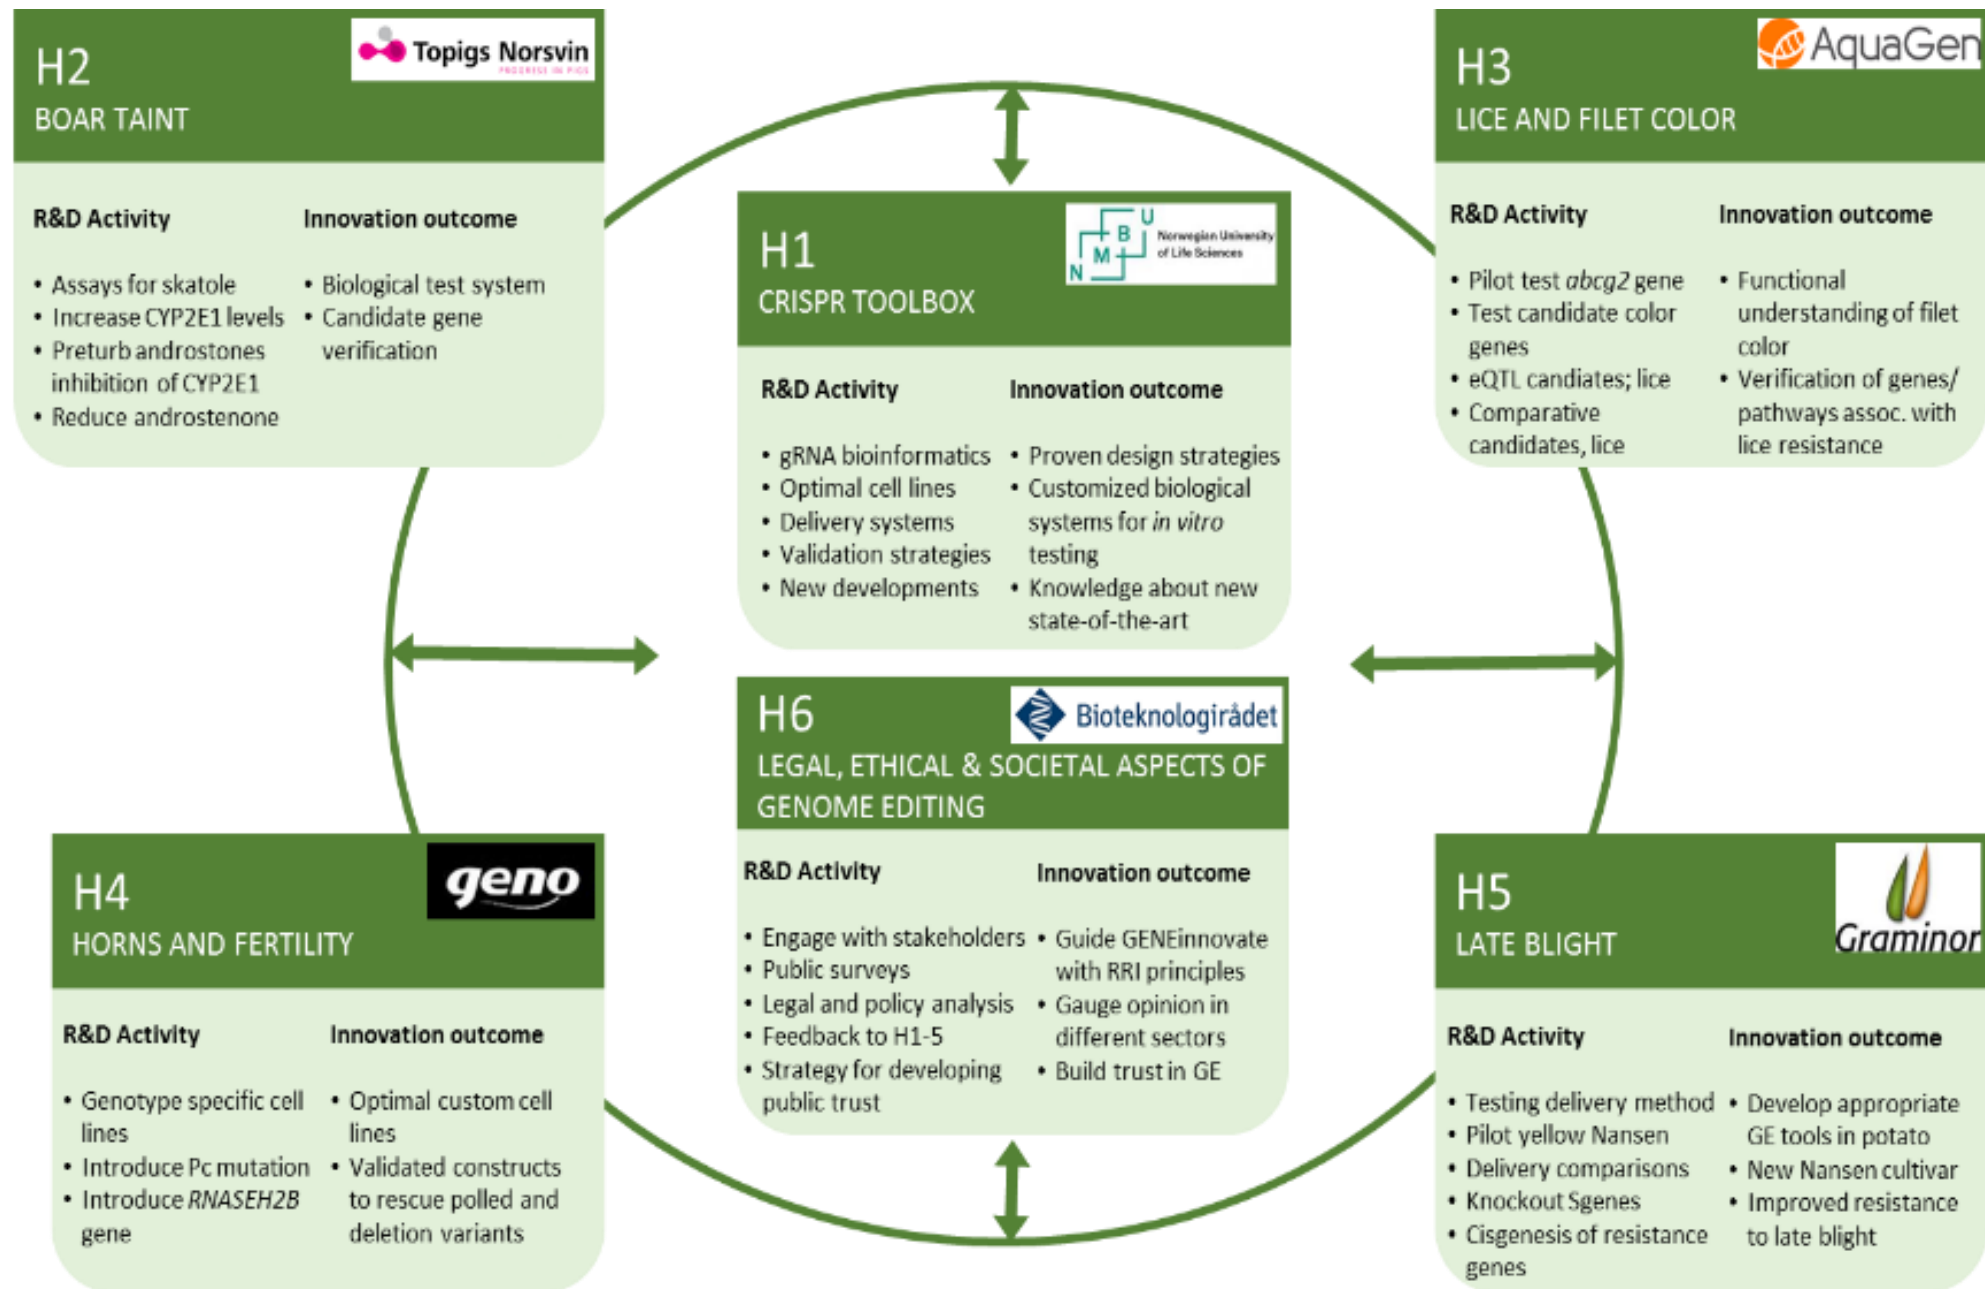 H2
Topigs Norsvin
PROGRESS IN PIGS
BOAR TAINT
R&D Activity
• Assays for skatole
• Increase CYP2E1 levels
• Preturb androstones
inhibition of CYP2E1
• Reduce androstenone
Innovation outcome
• Biological test system
• Candidate gene
verification
H3
AquaGen
LICE AND FILET COLOR
R&D Activity
• Pilot test abcg2 gene
• Test candidate color
genes
• eQTL candiates; lice
• Comparative
candidates, lice
Innovation outcome
• Functional
understanding of filet
color
• Verification of genes/
pathways assoc. with
lice resistance
H1
N M B U
Norwegian University
of Life Sciences
CRISPR TOOLBOX
R&D Activity
• gRNA bioinformatics
• Optimal cell lines
• Delivery systems
• Validation strategies
• New developments
Innovation outcome
• Proven design strategies
• Customized biological
systems for in vitro
testing
• Knowledge about new
state-of-the-art
H6
Bioteknologirådet
LEGAL, ETHICAL & SOCIETAL ASPECTS OF
GENOME EDITING
R&D Activity
• Engage with stakeholders
• Public surveys
• Legal and policy analysis
• Feedback to H1-5
• Strategy for developing
public trust
Innovation outcome
• Guide GENEinnovate
with RRI principles
• Gauge opinion in
different sectors
• Build trust in GE
H4
geno
HORNS AND FERTILITY
R&D Activity
• Genotype specific cell
lines
• Introduce Pc mutation
• Introduce RNASEH2B
gene
Innovation outcome
• Optimal custom cell
lines
• Validated constructs
to rescue polled and
deletion variants
H5
Graminor
LATE BLIGHT
R&D Activity
• Testing delivery method
• Pilot yellow Nansen
• Delivery comparisons
• Knockout Sgenes
• Cisgenesis of resistance
genes
Innovation outcome
• Develop appropriate
GE tools in potato
• New Nansen cultivar
• Improved resistance
to late blight